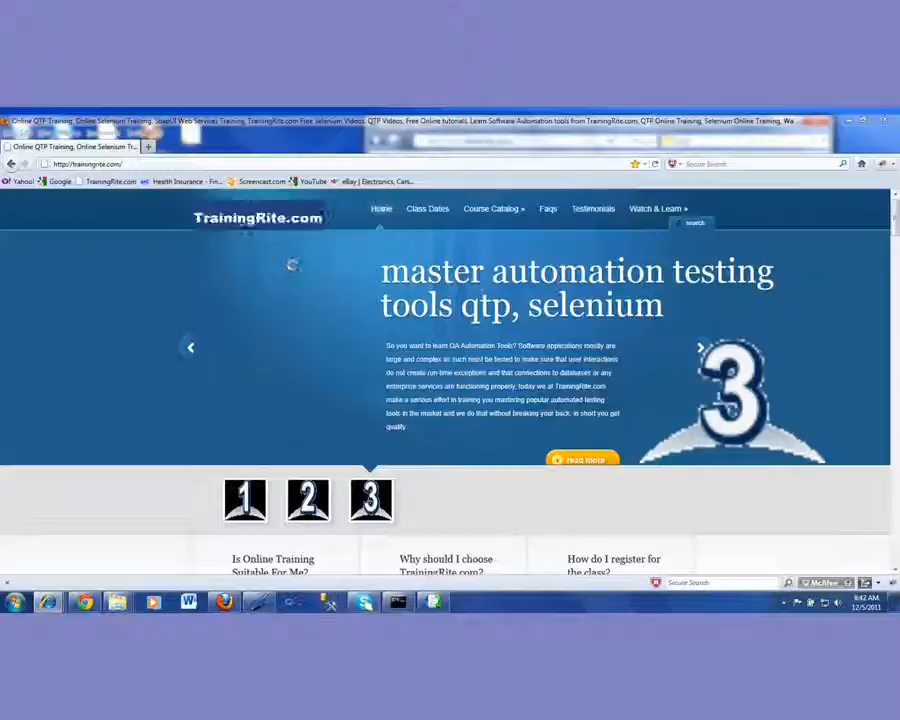 Online QTP Training, Online Selenium Training, SoapUI Web Services Training, TrainingRite.com Free Selenium Videos, QTP Videos, Free Online tutorials, Learn Software Automation tools from TrainingRite.com, QTP Online Training, Selenium Online Training, Wa
Online QTP Training, Online Selenium Tr...
http://trainingrite.com/
Secure Search
Yahoo! Google TrainingRite.com Health Insurance - Fin... Screencast.com YouTube eBay | Electronics, Cars...
TrainingRite.com
Home Class Dates Course Catalog » Faqs Testimonials Watch & Learn »
search
master automation testing
tools qtp, selenium
So you want to learn QA Automation Tools? Software applications mostly are
large and complex as such must be tested to make sure that user interactions
do not create run-time exceptions and that connections to databases or any
enterprise services are functioning properly, today we at TrainingRite.com
make a serious effort in training you mastering popular automated testing
tools in the market and we do that without breaking your back, in short you get
quality.
3
read more
1 2 3
Is Online Training
Suitable For Me?
Why should I choose
TrainingRite.com?
How do I register for
the class?
Secure Search
McAfee
8:42 AM
12/5/2011